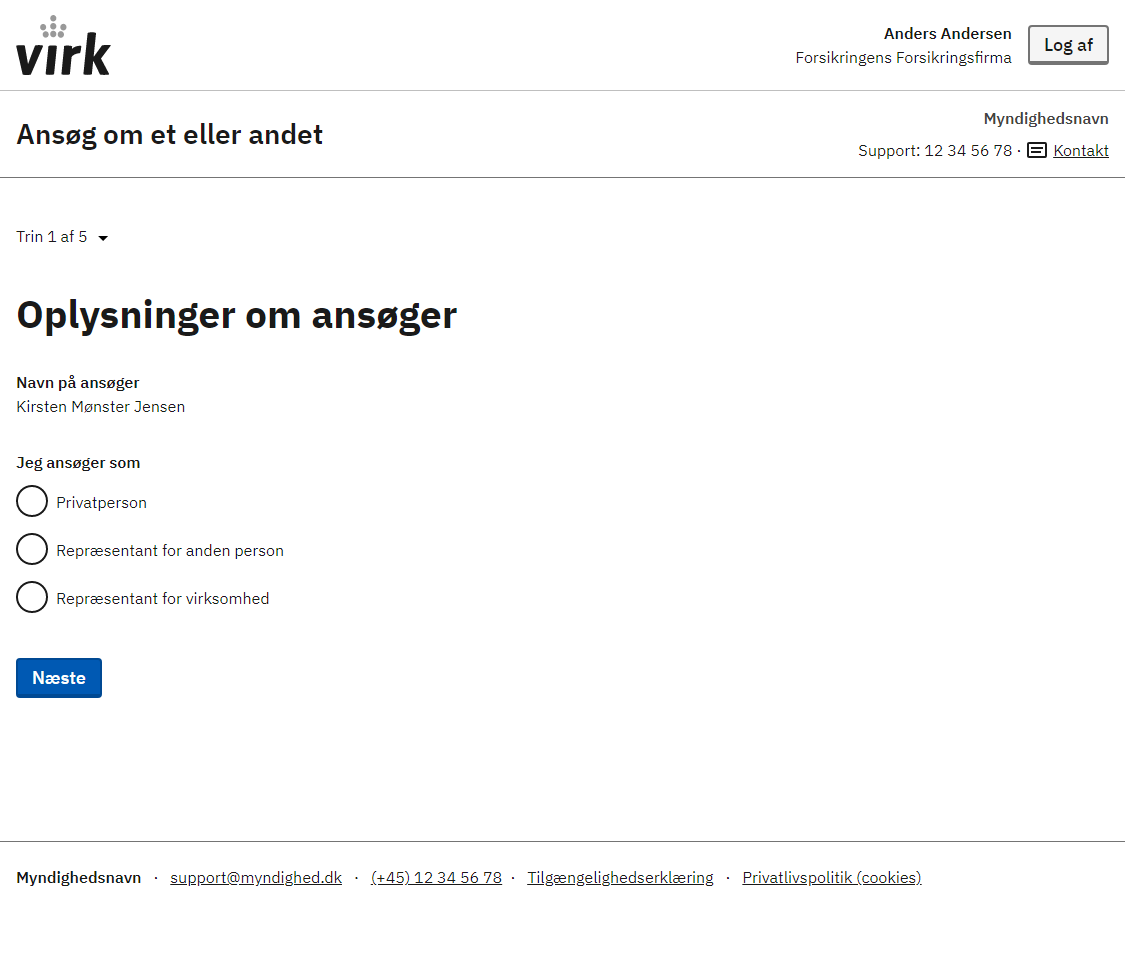 virk
Anders Andersen
Forsikringens Forsikringsfirma
Log af
Ansøg om et eller andet
Myndighedsnavn
Support: 12 34 56 78 · Kontakt
Trin 1 af 5
Oplysninger om ansøger
Navn på ansøger
Kirsten Mønster Jensen
Jeg ansøger som
Privatperson
Repræsentant for anden person
Repræsentant for virksomhed
Næste
Myndighedsnavn · support@myndighed.dk · (+45) 12 34 56 78 · Tilgængelighedserklæring · Privatlivspolitik (cookies)